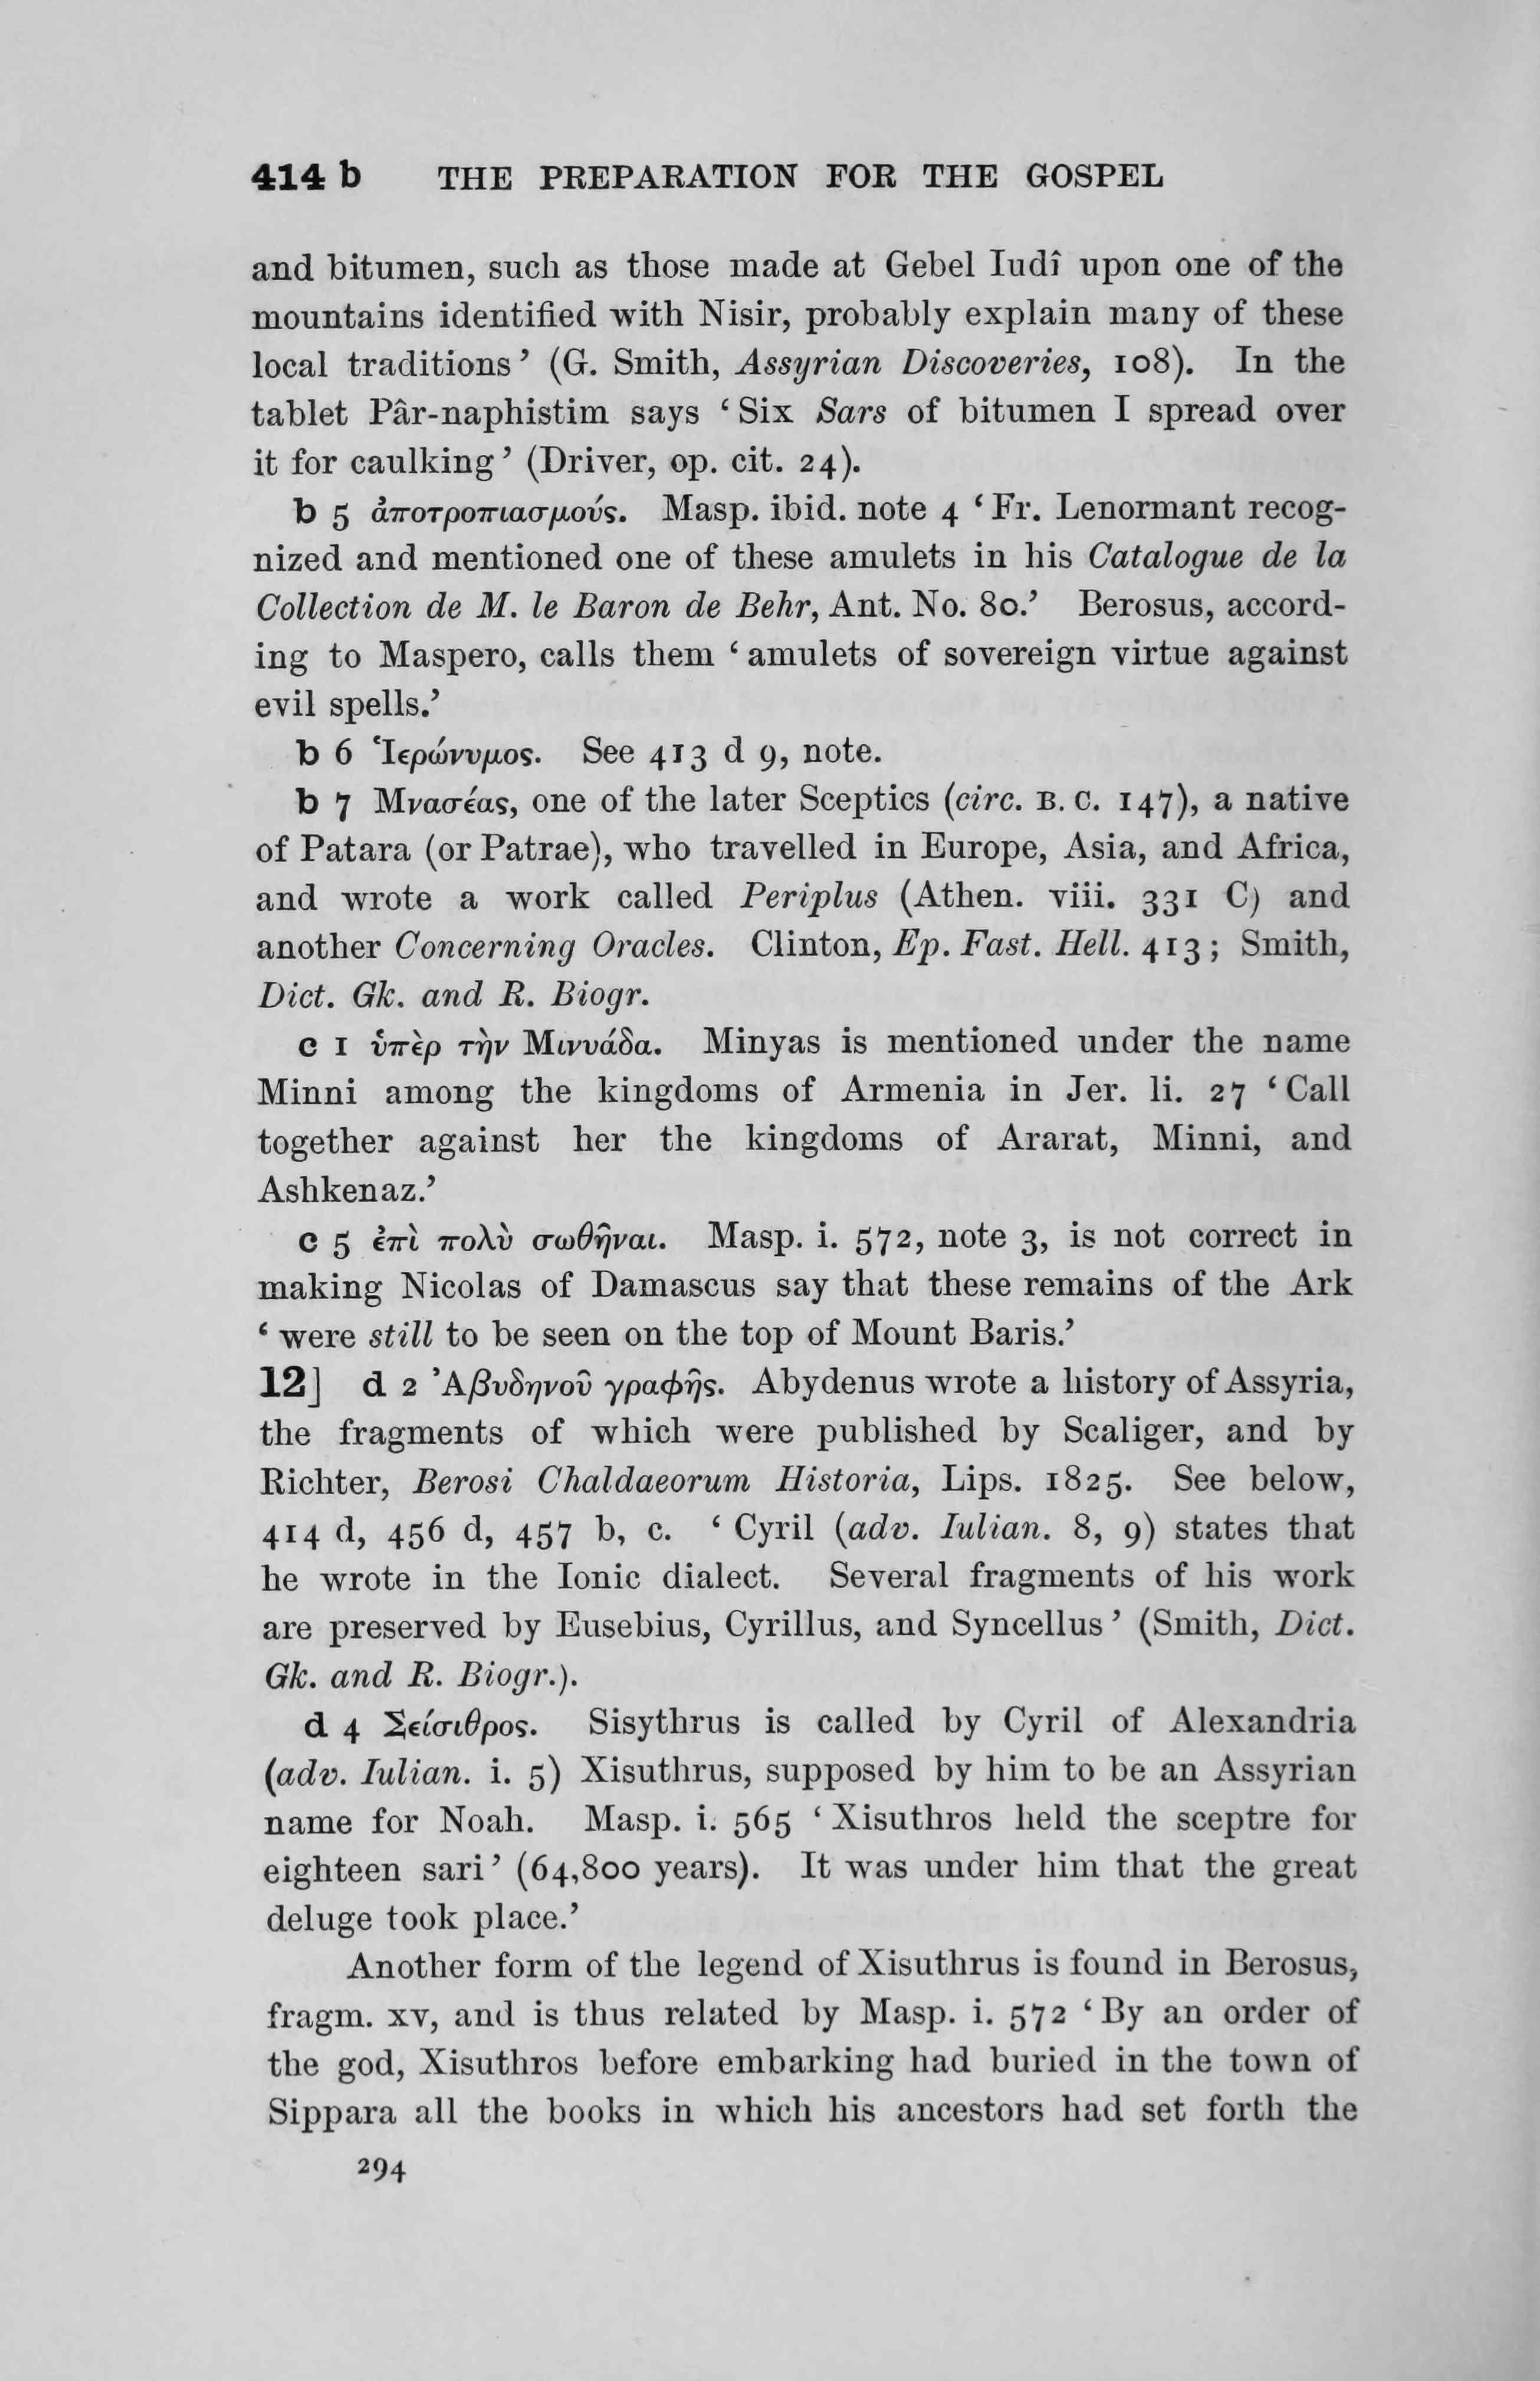 414 b THE PREPARATION FOR THE GOSPEL
and bitumen, such as those made at Gebel Iudî upon one of the
mountains identified with Nisir, probably explain many of these
local traditions’ (G. Smith, Assyrian Discoveries, 108). In the
tablet Pâr-naphistim says ‘Six Sars of bitumen I spread over
it for caulking’ (Driver, op. cit. 24).
b 5 ἀποτροπιασμούς. Masp. ibid. note 4 ‘Fr. Lenormant recog-
nized and mentioned one of these amulets in his Catalogue de la
Collection de M. le Baron de Behr, Ant. No. 80.’ Berosus, accord-
ing to Maspero, calls them ‘amulets of sovereign virtue against
evil spells.’
b 6 Ἱερώνυμος. See 413 d 9, note.
b 7 Μνασέας, one of the later Sceptics (circ. B. C. 147), a native
of Patara (or Patrae), who travelled in Europe, Asia, and Africa,
and wrote a work called Periplus (Athen. viii. 331 C) and
another Concerning Oracles. Clinton, Ep. Fast. Hell. 413; Smith,
Dict. Gk. and R. Biogr.
c 1 ὑπὲρ τὴν Μινυάδα. Minyas is mentioned under the name
Minni among the kingdoms of Armenia in Jer. li. 27 ‘Call
together against her the kingdoms of Ararat, Minni, and
Ashkenaz.’
c 5 ἐπὶ πολὺ σωθῆναι. Masp. i. 572, note 3, is not correct in
making Nicolas of Damascus say that these remains of the Ark
‘were still to be seen on the top of Mount Baris.’
12] d 2 Ἀβυδηνοῦ γραφῆς. Abydenus wrote a history of Assyria,
the fragments of which were published by Scaliger, and by
Richter, Berosi Chaldaeorum Historia, Lips. 1825. See below,
414 d, 456 d, 457 b, c. ‘Cyril (adv. Iulian. 8, 9) states that
he wrote in the Ionic dialect. Several fragments of his work
are preserved by Eusebius, Cyrillus, and Syncellus’ (Smith, Dict.
Gk. and R. Biogr.).
d 4 Σείσιθρος. Sisythrus is called by Cyril of Alexandria
(adv. Iulian. i. 5) Xisuthrus, supposed by him to be an Assyrian
name for Noah. Masp. i. 565 ‘Xisuthros held the sceptre for
eighteen sari’ (64,800 years). It was under him that the great
deluge took place.’
Another form of the legend of Xisuthrus is found in Berosus,
fragm. xv, and is thus related by Masp. i. 572 ‘By an order of
the god, Xisuthros before embarking had buried in the town of
Sippara all the books in which his ancestors had set forth the
294